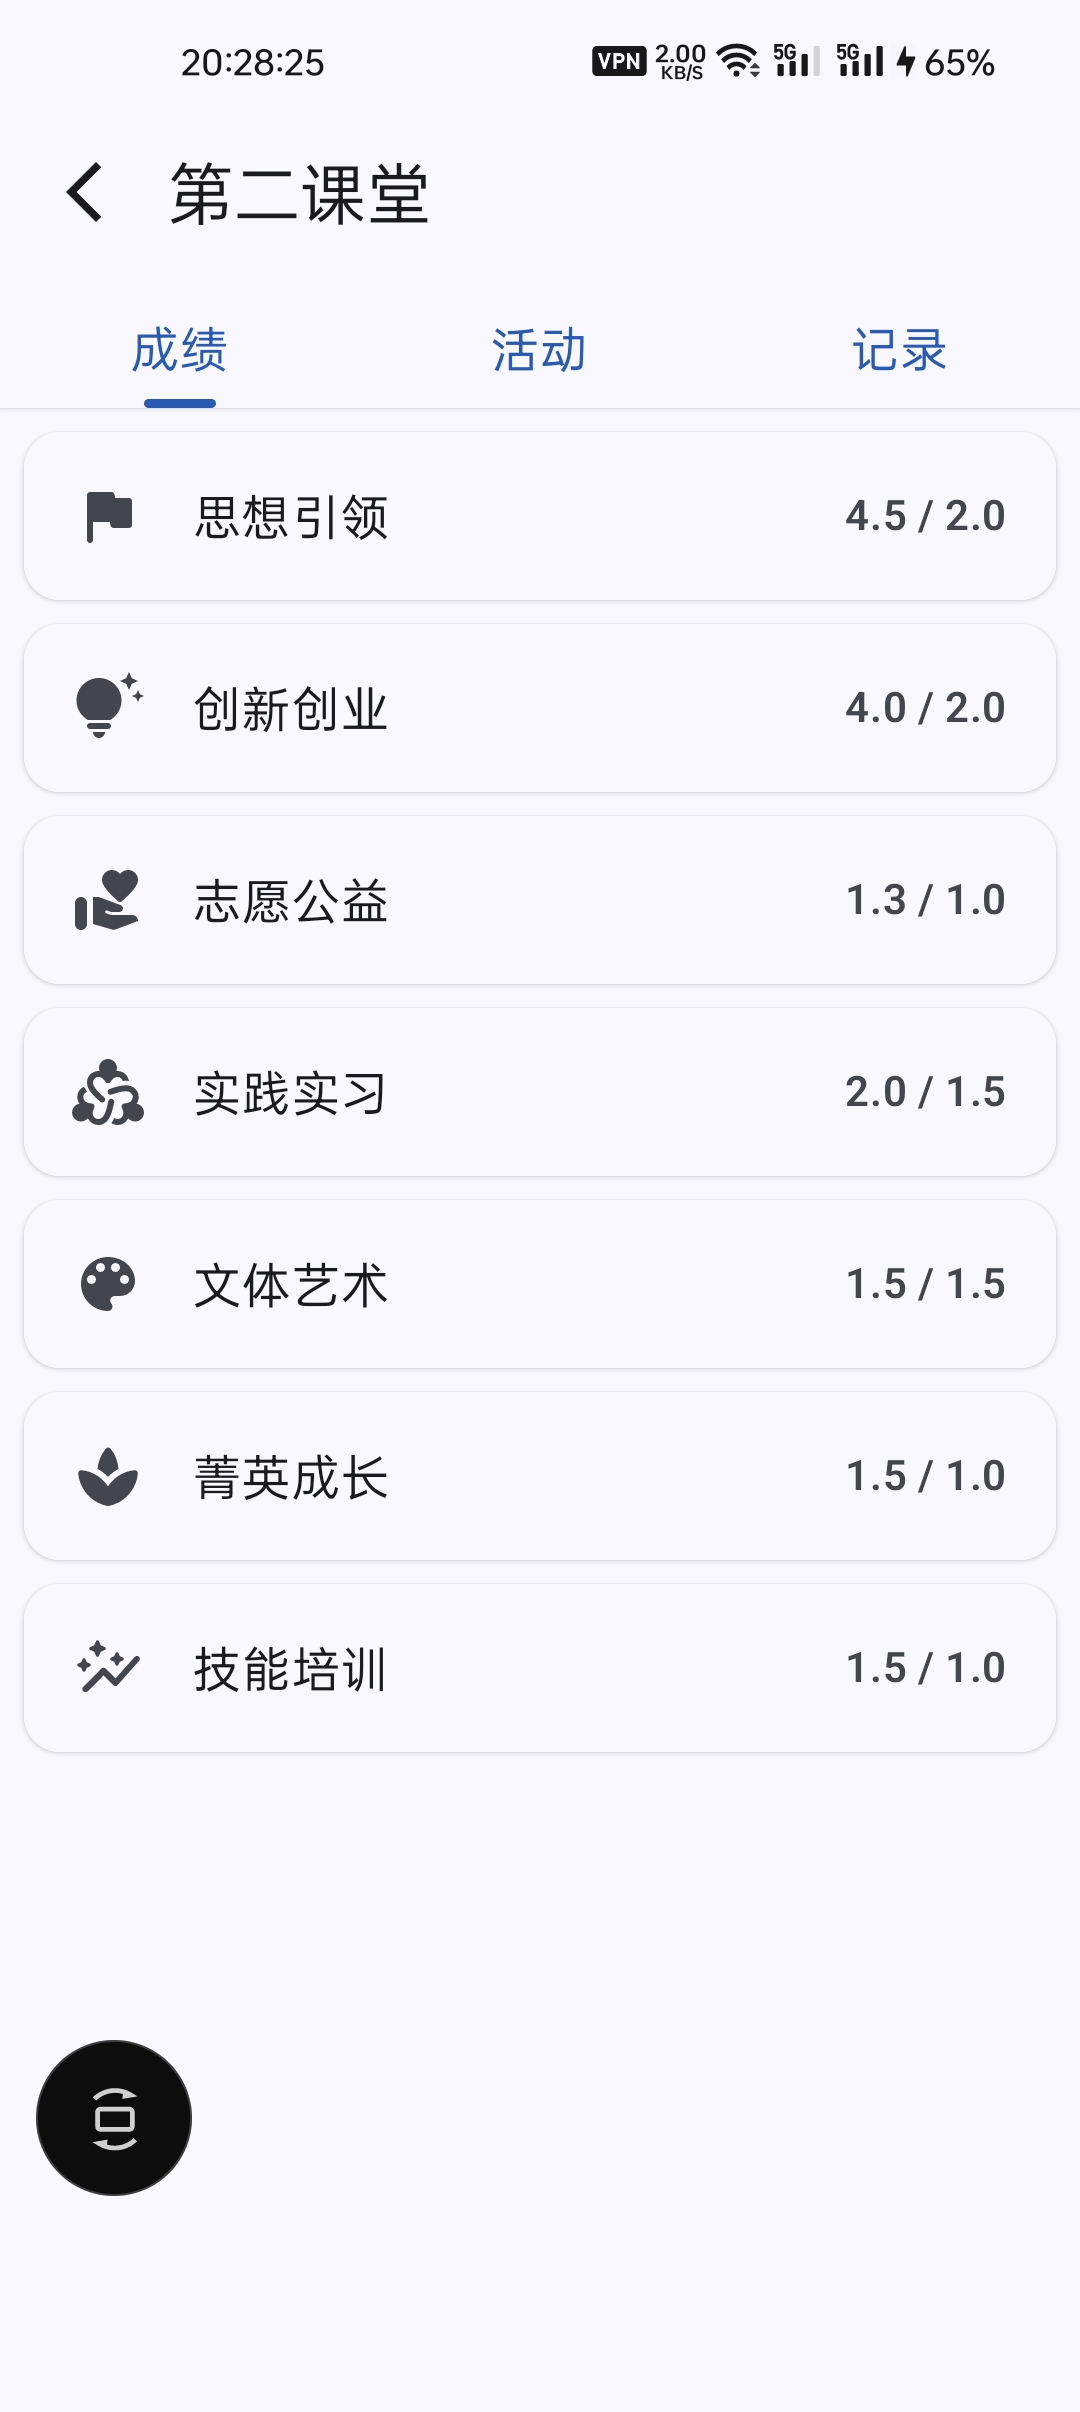 20:28:25 VPN 2.00 KB/S 5G 5G 65%
第二课堂
成绩 活动 记录
思想引领 4.5 / 2.0
创新创业 4.0 / 2.0
志愿公益 1.3 / 1.0
实践实习 2.0 / 1.5
文体艺术 1.5 / 1.5
菁英成长 1.5 / 1.0
技能培训 1.5 / 1.0